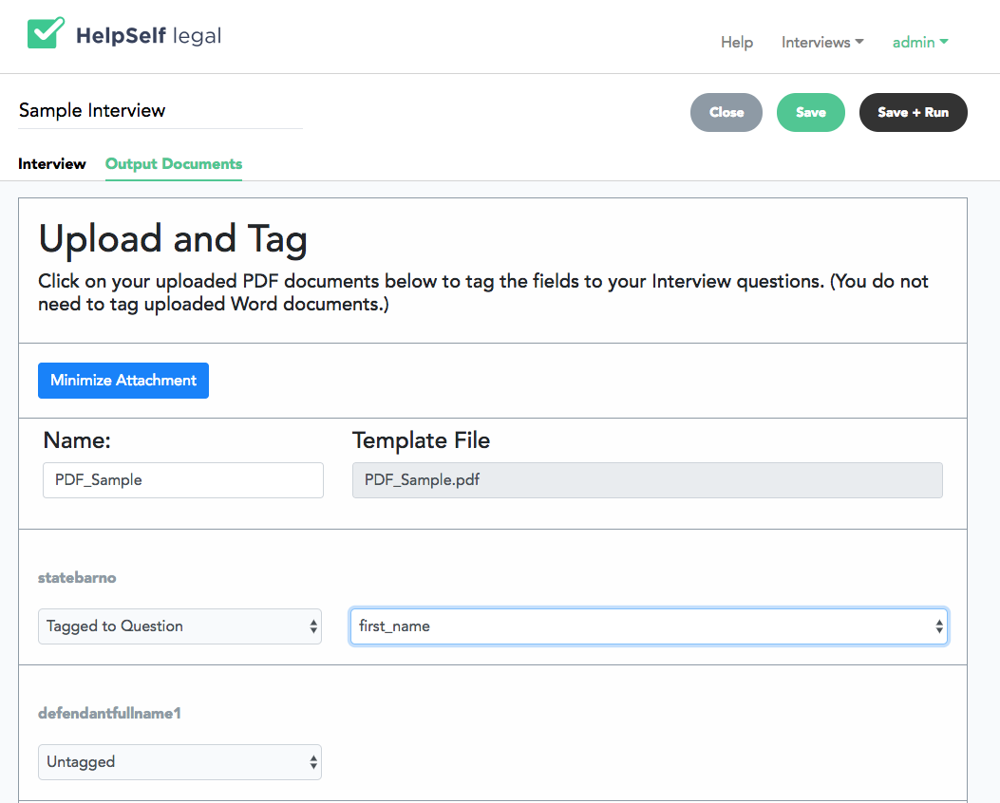 HelpSelf legal
Help Interviews admin
Sample Interview
Close Save Save + Run
Interview Output Documents
Upload and Tag
Click on your uploaded PDF documents below to tag the fields to your Interview questions. (You do not
need to tag uploaded Word documents.)
Minimize Attachment
Name: Template File
PDF_Sample PDF_Sample.pdf
statebarno
Tagged to Question first_name
defendantfullname1
Untagged